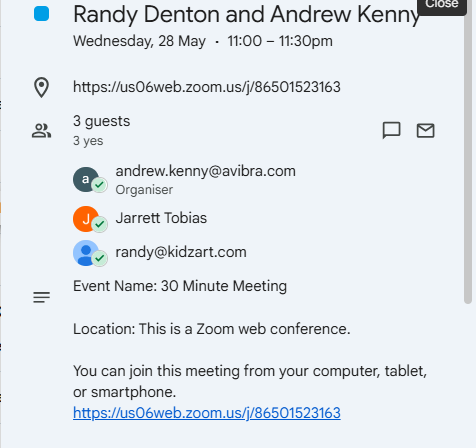 Close
Randy Denton and Andrew Kenny
Wednesday, 28 May · 11:00 – 11:30pm
https://us06web.zoom.us/j/86501523163
3 guests
3 yes
a
andrew.kenny@avibra.com
Organiser
J
Jarrett Tobias
randy@kidzart.com
Event Name: 30 Minute Meeting
Location: This is a Zoom web conference.
You can join this meeting from your computer, tablet,
or smartphone.
https://us06web.zoom.us/j/86501523163